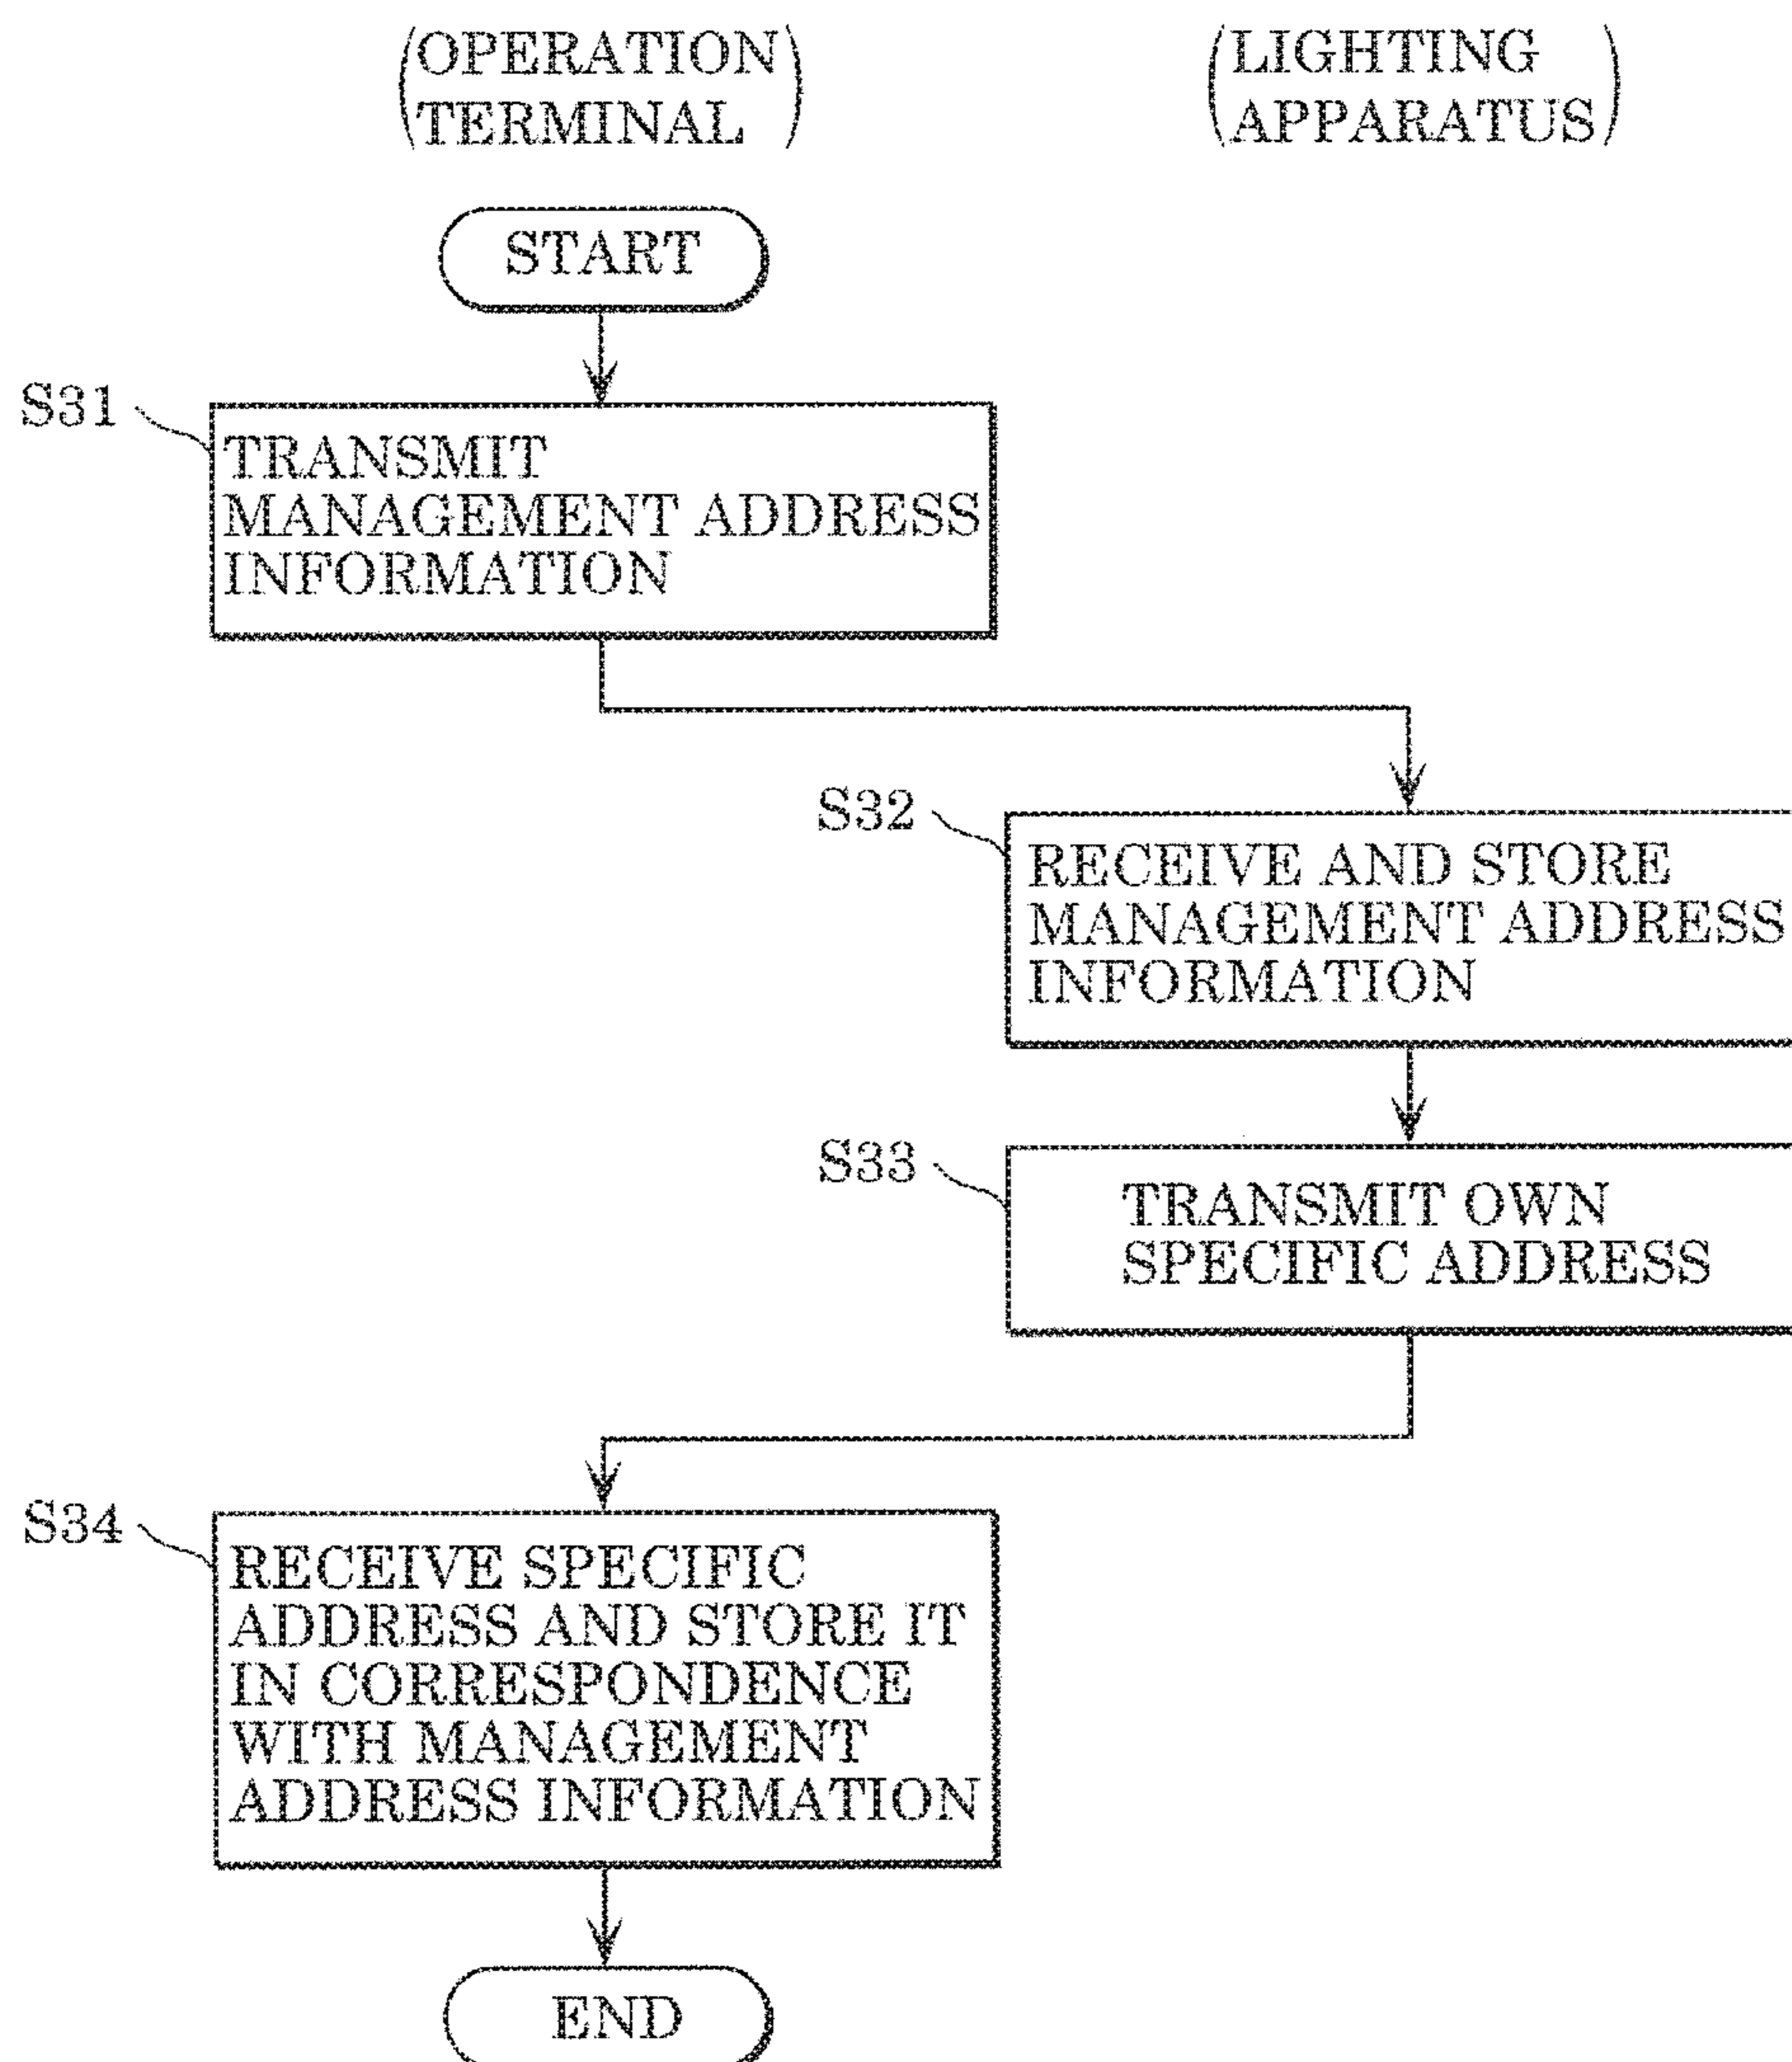 (OPERATION
TERMINAL)
(LIGHTING
APPARATUS)
START
S31
TRANSMIT
MANAGEMENT ADDRESS
INFORMATION
S32
RECEIVE AND STORE
MANAGEMENT ADDRESS
INFORMATION
S33
TRANSMIT OWN
SPECIFIC ADDRESS
S34
RECEIVE SPECIFIC
ADDRESS AND STORE IT
IN CORRESPONDENCE
WITH MANAGEMENT
ADDRESS INFORMATION
END